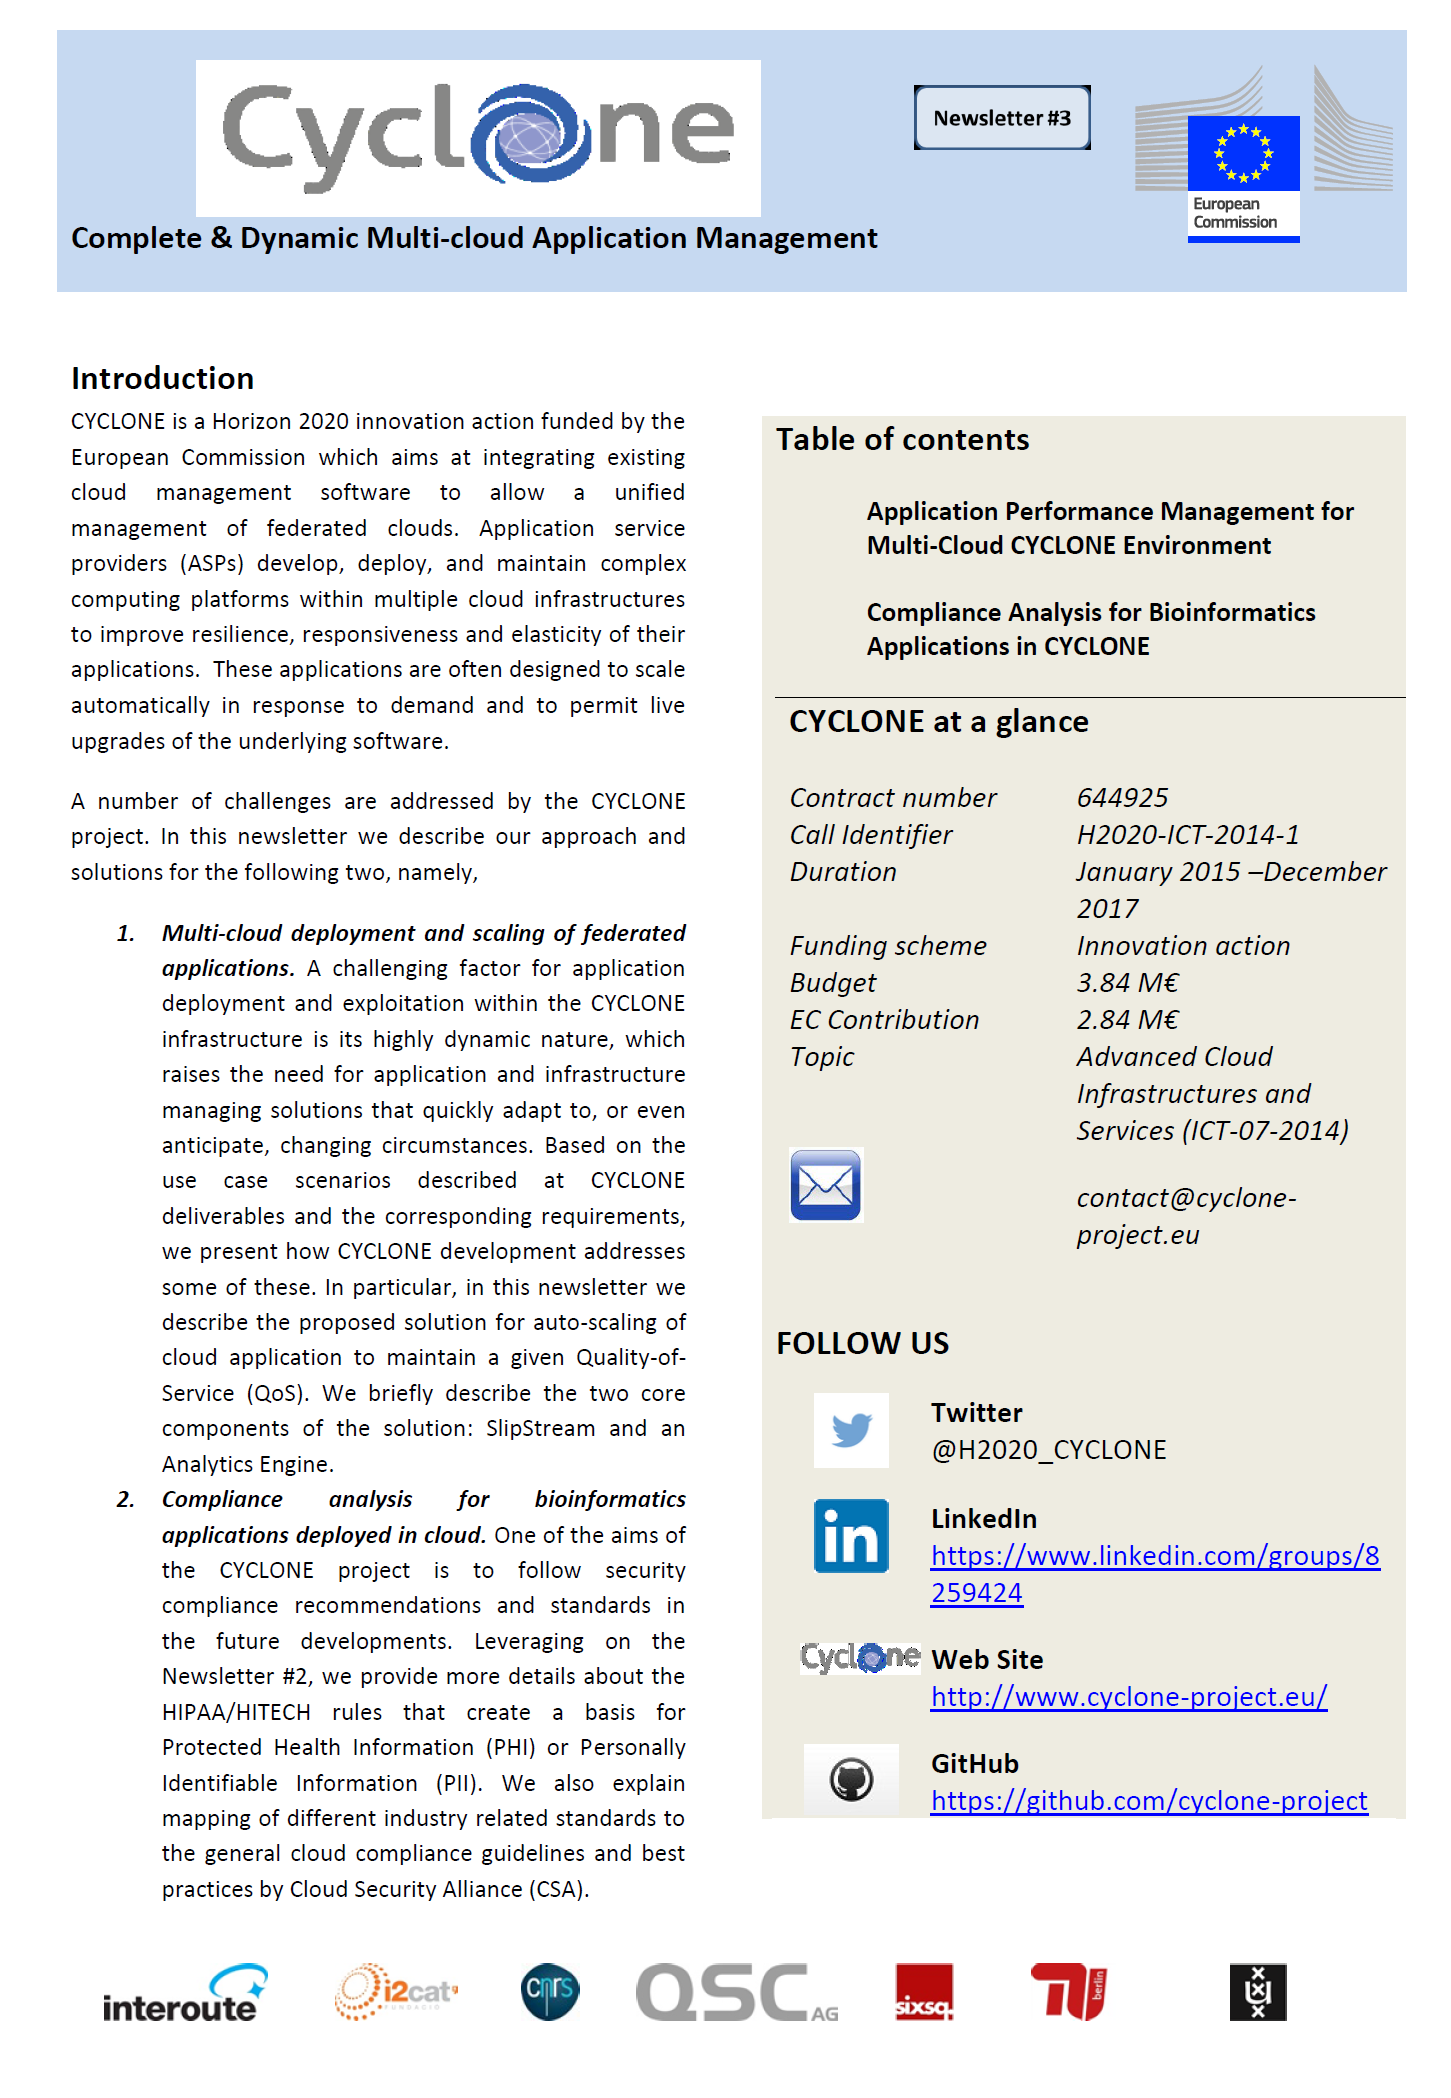 Cyclone
Newsletter #3
European
Commission
Complete & Dynamic Multi-cloud Application Management
Introduction
CYCLONE is a Horizon 2020 innovation action funded by the
European Commission which aims at integrating existing
cloud management software to allow a unified
management of federated clouds. Application service
providers (ASPs) develop, deploy, and maintain complex
computing platforms within multiple cloud infrastructures
to improve resilience, responsiveness and elasticity of their
applications. These applications are often designed to scale
automatically in response to demand and to permit live
upgrades of the underlying software.
A number of challenges are addressed by the CYCLONE
project. In this newsletter we describe our approach and
solutions for the following two, namely,
1. Multi-cloud deployment and scaling of federated
applications. A challenging factor for application
deployment and exploitation within the CYCLONE
infrastructure is its highly dynamic nature, which
raises the need for application and infrastructure
managing solutions that quickly adapt to, or even
anticipate, changing circumstances. Based on the
use case scenarios described at CYCLONE
deliverables and the corresponding requirements,
we present how CYCLONE development addresses
some of these. In particular, in this newsletter we
describe the proposed solution for auto-scaling of
cloud application to maintain a given Quality-of-
Service (QoS). We briefly describe the two core
components of the solution: SlipStream and an
Analytics Engine.
2. Compliance analysis for bioinformatics
applications deployed in cloud. One of the aims of
the CYCLONE project is to follow security
compliance recommendations and standards in
the future developments. Leveraging on the
Newsletter #2, we provide more details about the
HIPAA/HITECH rules that create a basis for
Protected Health Information (PHI) or Personally
Identifiable Information (PII). We also explain
mapping of different industry related standards to
the general cloud compliance guidelines and best
practices by Cloud Security Alliance (CSA).
Table of contents
Application Performance Management for
Multi-Cloud CYCLONE Environment
Compliance Analysis for Bioinformatics
Applications in CYCLONE
CYCLONE at a glance
Contract number 644925
Call Identifier H2020-ICT-2014-1
Duration January 2015 –December
2017
Funding scheme Innovation action
Budget 3.84 M€
EC Contribution 2.84 M€
Topic Advanced Cloud
Infrastructures and
Services (ICT-07-2014)
contact@cyclone-
project.eu
FOLLOW US
Twitter
@H2020_CYCLONE
in
LinkedIn
https://www.linkedin.com/groups/8
259424
Cyclone
Web Site
http://www.cyclone-project.eu/
GitHub
https://github.com/cyclone-project
interoute
i2cat
FUNDACIÓ
cnrs
QSC AG
sixsq
berlin